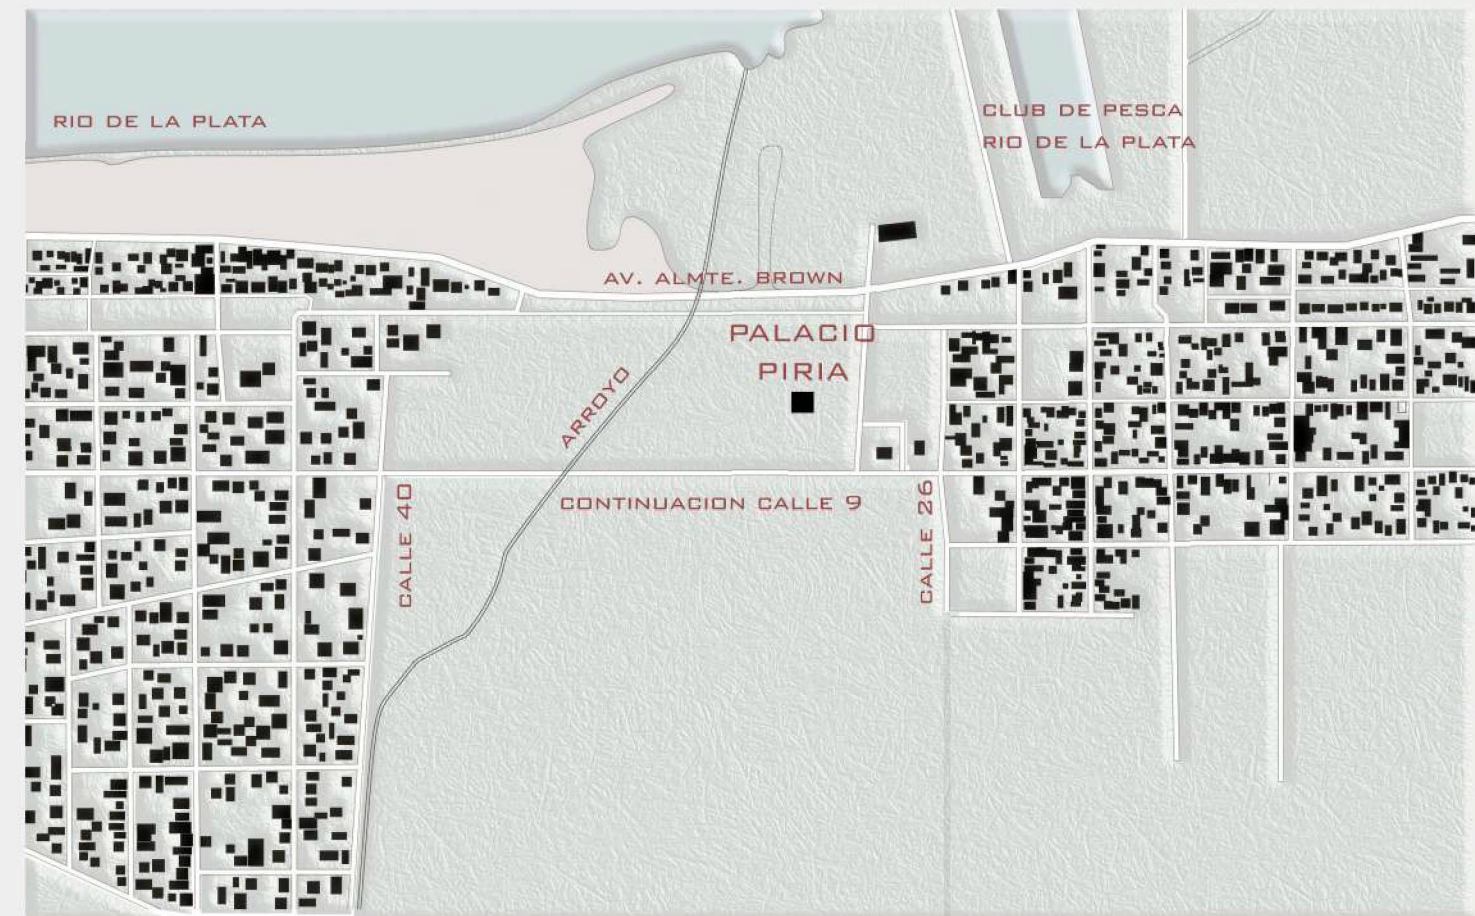 RIO DE LA PLATA
CLUB DE PESCA
RIO DE LA PLATA
AV. ALMTE. BROWN
PALACIO
PIRIA
ARROYO
CONTINUACION CALLE 9
CALLE 40
CALLE 26